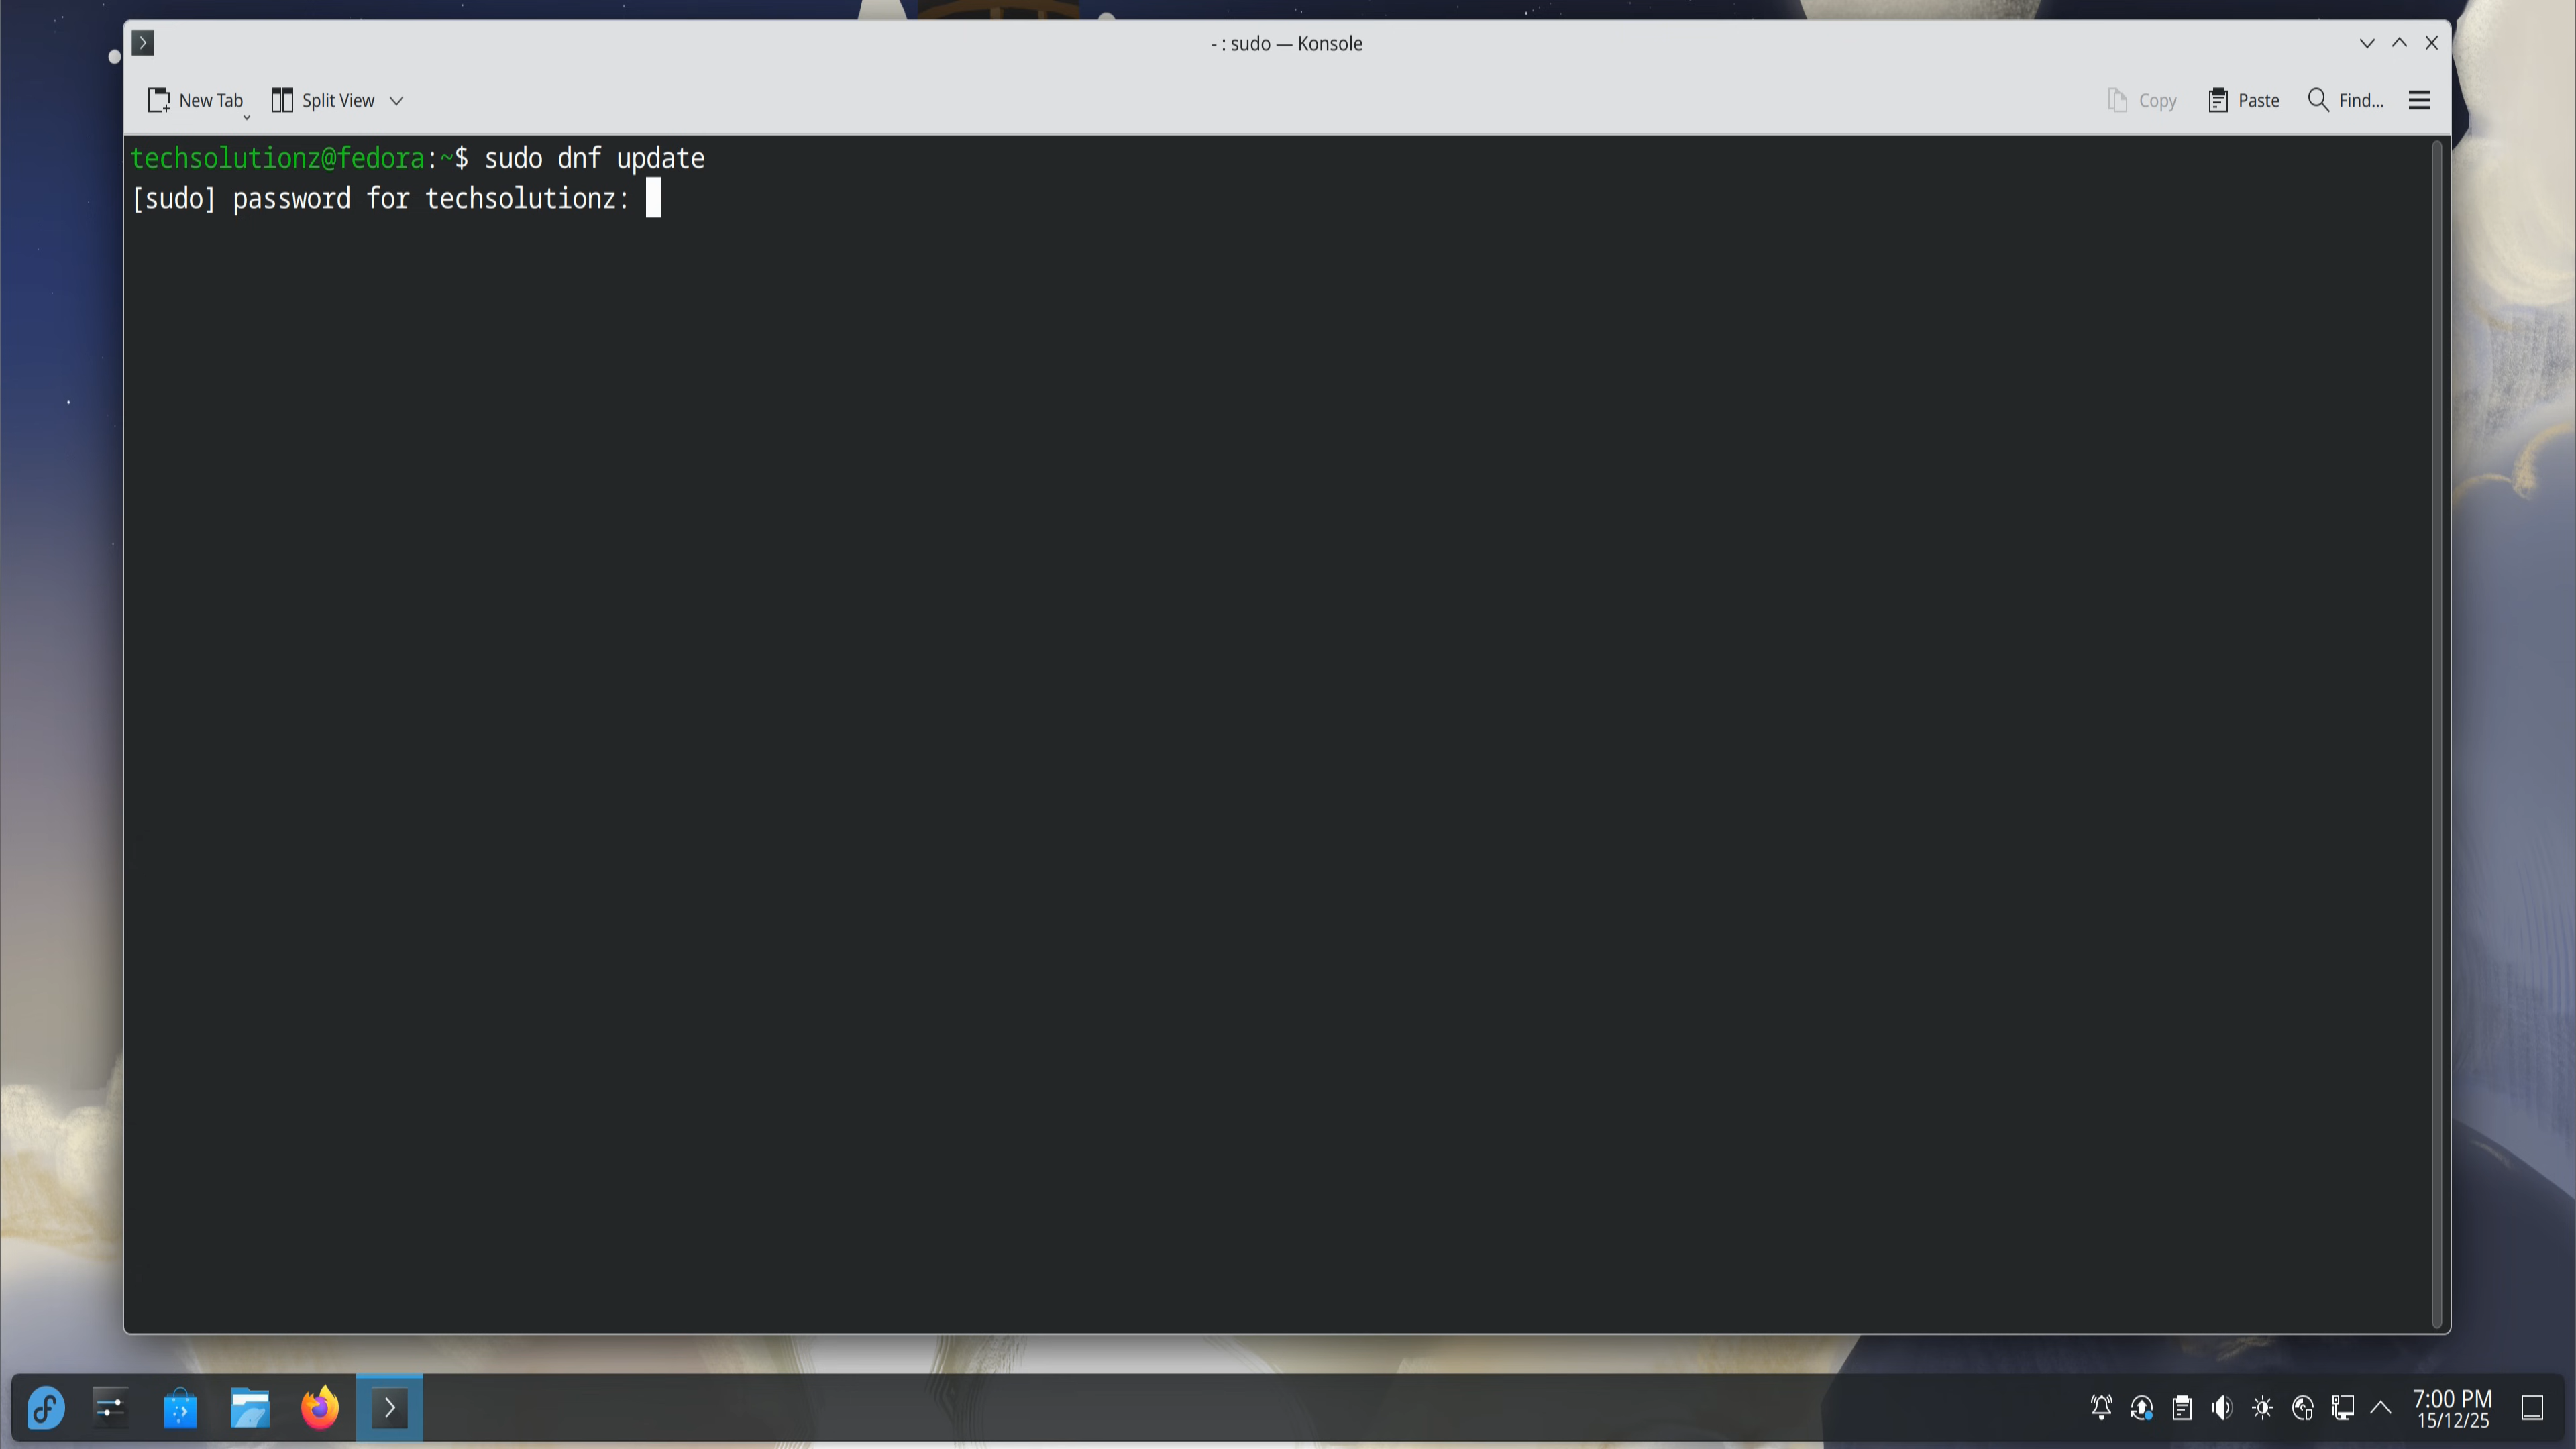 - : sudo — Konsole
New Tab Split View Copy Paste Find...
techsolutionz@fedora:~$ sudo dnf update
[sudo] password for techsolutionz:
7:00 PM
15/12/25